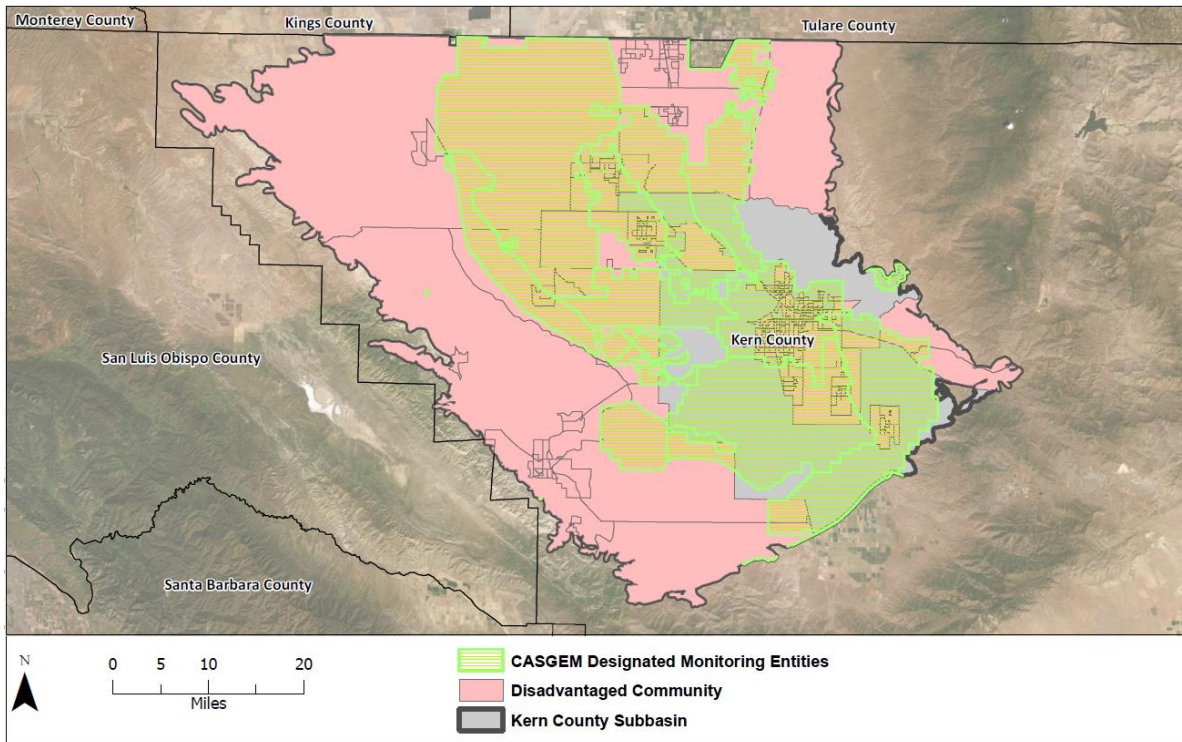 Monterey County
Kings County
Tulare County
San Luis Obispo County
Kern County
Santa Barbara County
N
0 5 10 20
Miles
CASGEM Designated Monitoring Entities
Disadvantaged Community
Kern County Subbasin